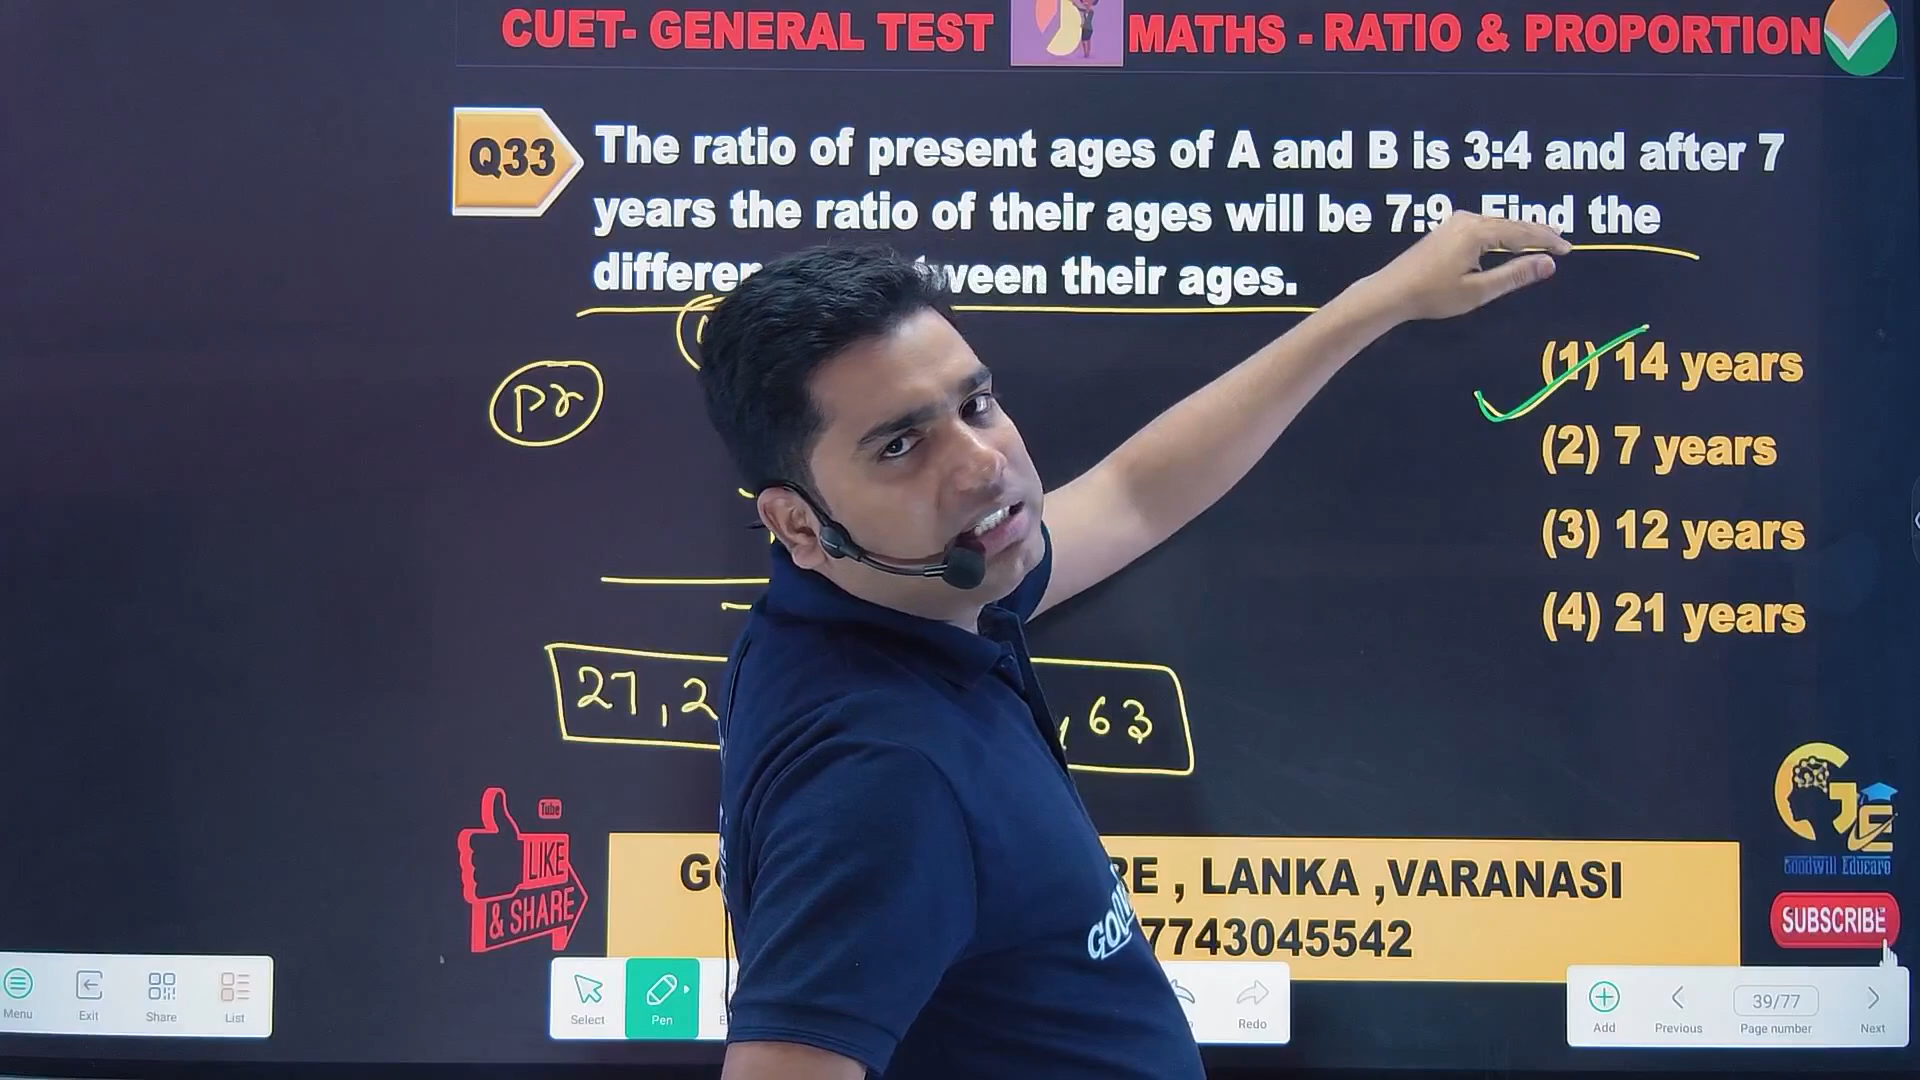 CUET- GENERAL TEST MATHS - RATIO & PROPORTION
Q33 The ratio of present ages of A and B is 3:4 and after 7
years the ratio of their ages will be 7:9. Find the
between their ages.
(1) 14 years
(2) 7 years
(3) 12 years
(4) 21 years
Pr
27, 2
, 63
Tube
LIKE
& SHARE
LANKA ,VARANASI
7743045542
GE
Goodwill Educare
SUBSCRIBE
Menu Exit Share List
Select Pen Redo
Add Previous 39/77 Page number Next